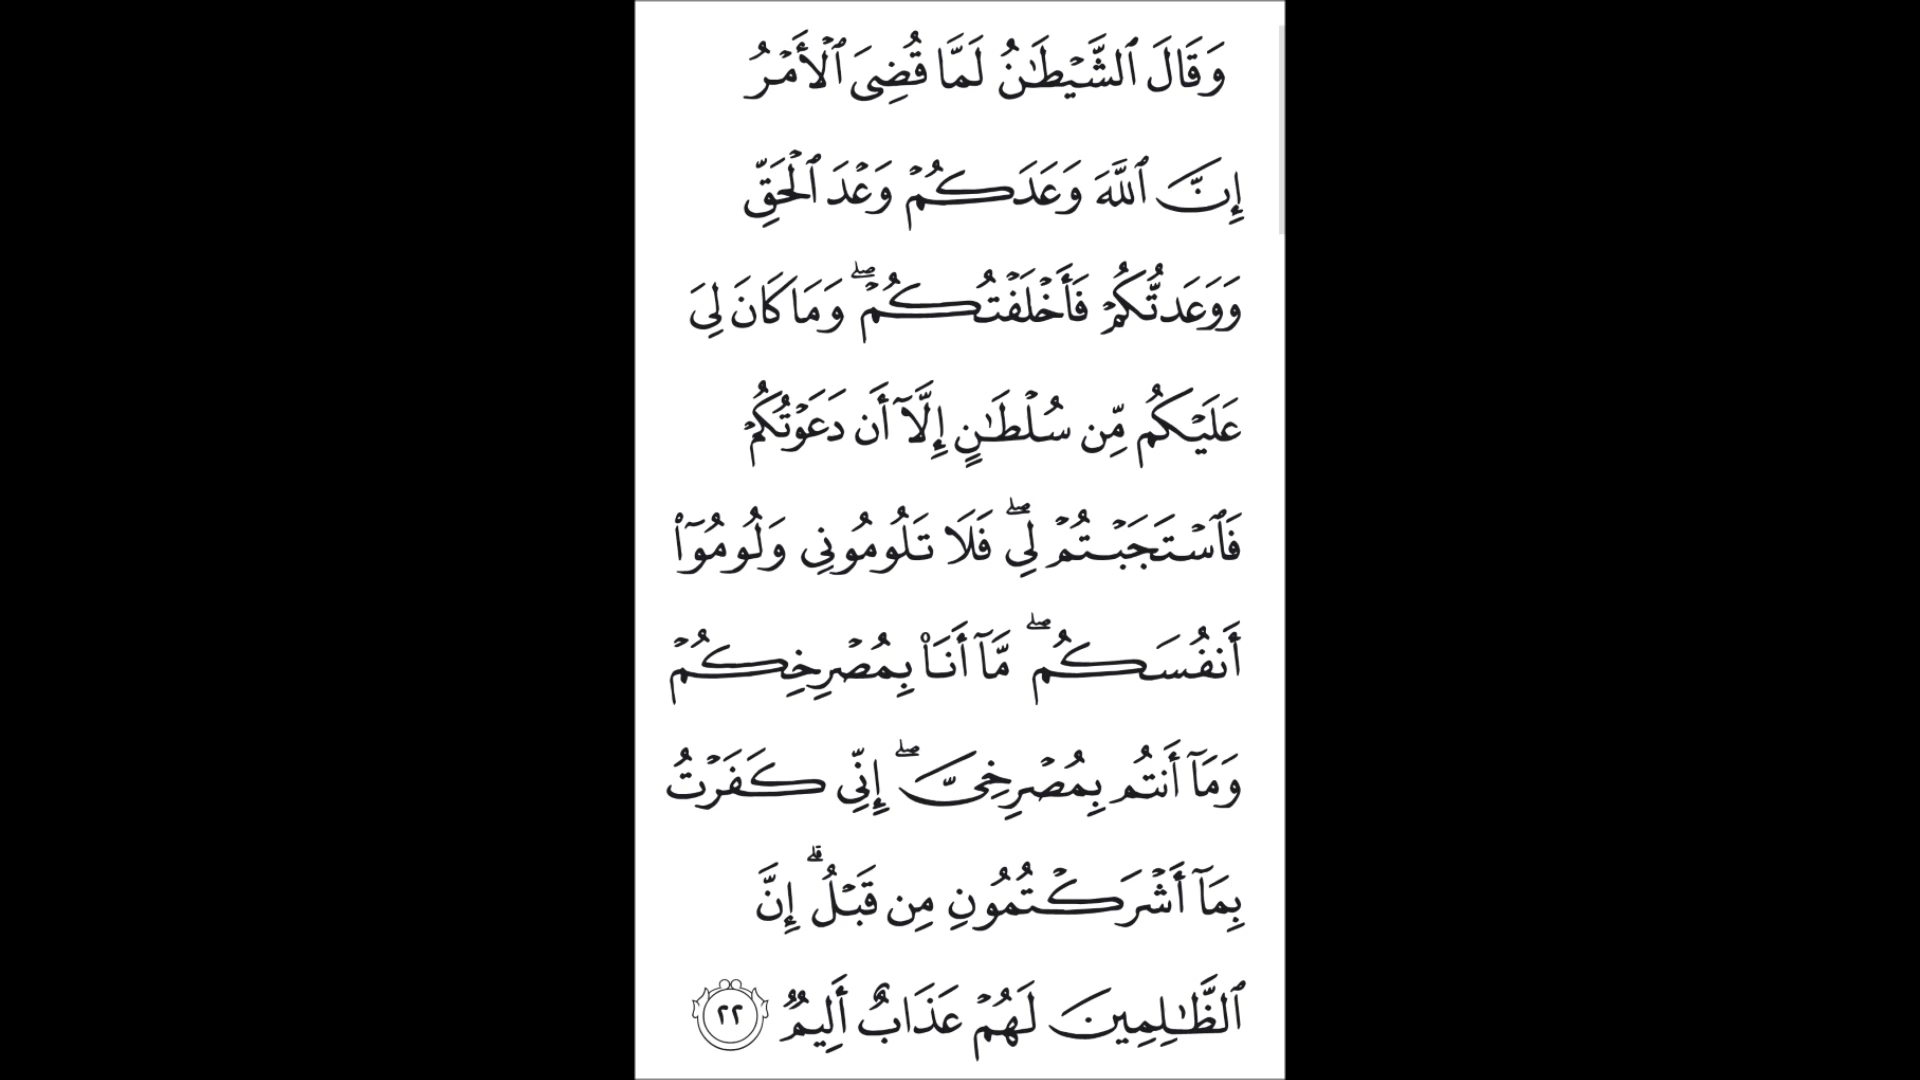 وَقَالَ ٱلشَّيۡطَٰنُ لَمَّا قُضِيَ ٱلۡأَمۡرُ
إِنَّ ٱللَّهَ وَعَدَكُمۡ وَعۡدَ ٱلۡحَقِّ
وَوَعَدتُّكُمۡ فَأَخۡلَفۡتُكُمۡۖ وَمَا كَانَ لِيَ
عَلَيۡكُم مِّن سُلۡطَٰنٍ إِلَّآ أَن دَعَوۡتُكُمۡ
فَٱسۡتَجَبۡتُمۡ لِيۖ فَلَا تَلُومُونِي وَلُومُوٓاْ
أَنفُسَكُمۖ مَّآ أَنَا۠ بِمُصۡرِخِكُمۡ
وَمَآ أَنتُم بِمُصۡرِخِيَّۖ إِنِّي كَفَرۡتُ
بِمَآ أَشۡرَكۡتُمُونِ مِن قَبۡلُۗ إِنَّ
ٱلظَّٰلِمِينَ لَهُمۡ عَذَابٌ أَلِيمٞ ٢٢